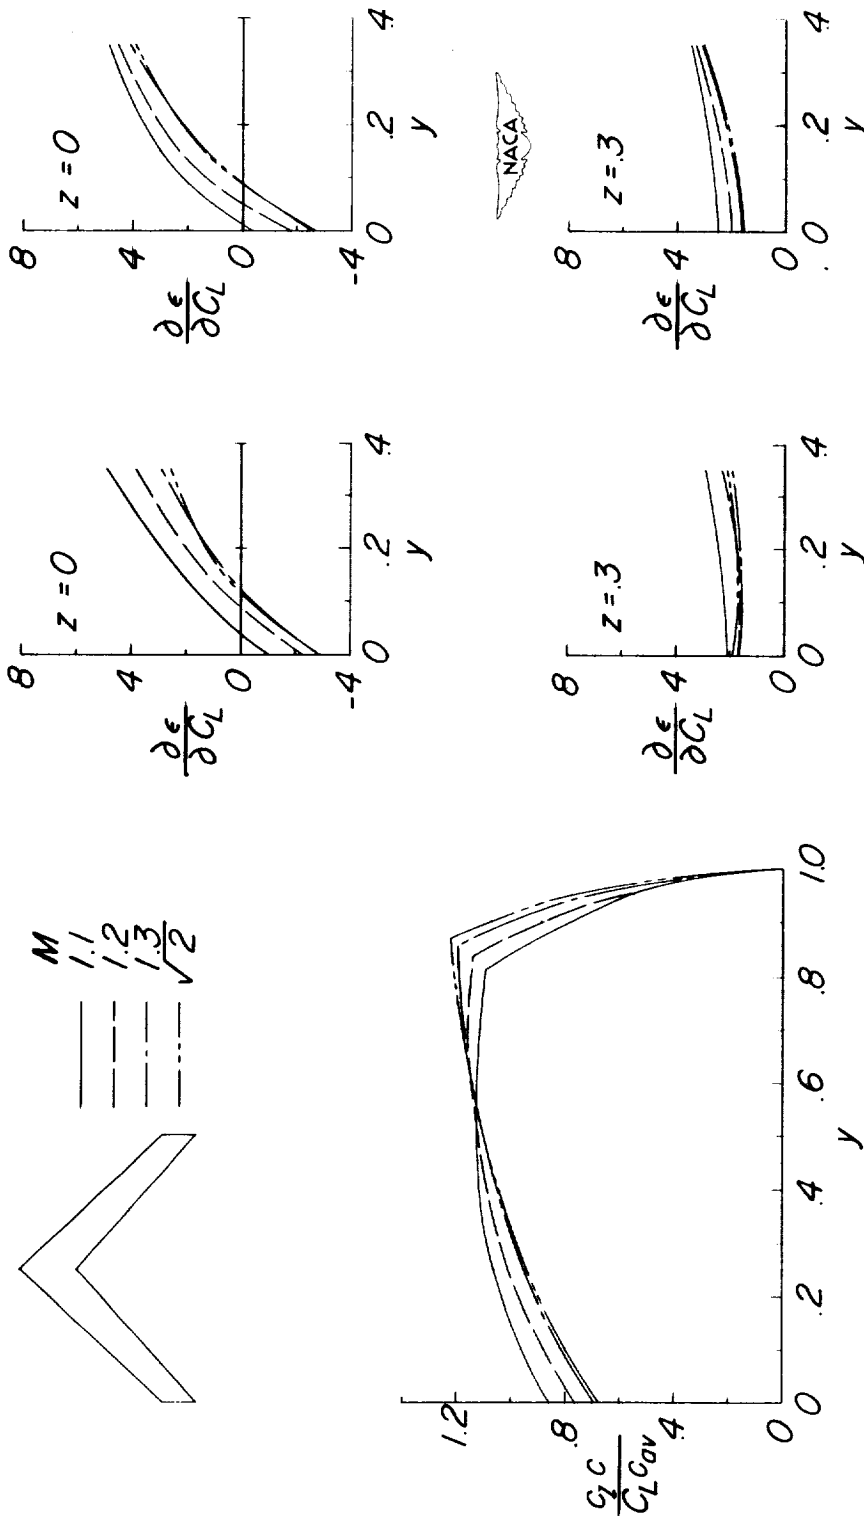 M
1.1
1.2
1.3
√2
c_l c
C_L c_av
1.2
.8
.4
0
0
.2
.4
.6
.8
1.0
y
z = 0
∂ε
∂C_L
8
4
0
-4
0
.2
.4
y
z = 0
∂ε
∂C_L
8
4
0
-4
0
.2
.4
y
z = .3
∂ε
∂C_L
8
4
0
0
.2
.4
y
NACA
z = .3
∂ε
∂C_L
8
4
0
0
.2
.4
y